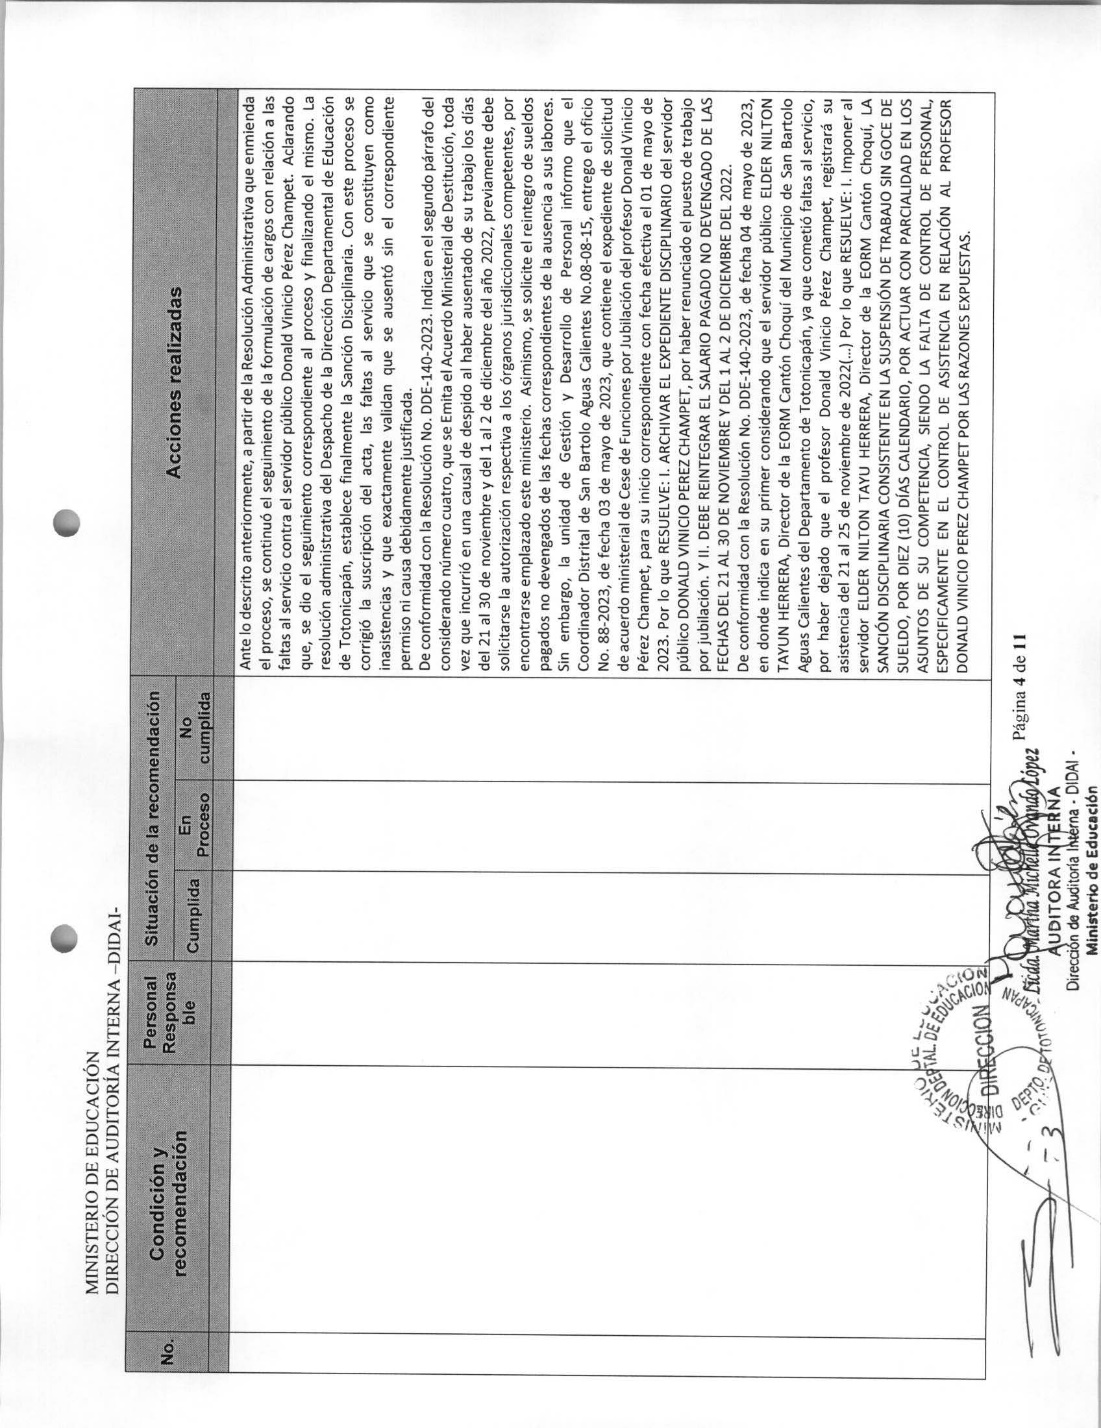 MINISTERIO DE EDUCACIÓN
DIRECCIÓN DE AUDITORÍA INTERNA –DIDAI-
No.
Condición y
recomendación
Personal
Responsa
ble
Situación de la recomendación
Cumplida
En
Proceso
No
cumplida
Acciones realizadas
Ante lo descrito anteriormente, a partir de la Resolución Administrativa que enmienda
el proceso, se continuó el seguimiento de la formulación de cargos con relación a las
faltas al servicio contra el servidor público Donald Vinicio Pérez Champet. Aclarando
que, se dio el seguimiento correspondiente al proceso y finalizando el mismo. La
resolución administrativa del Despacho de la Dirección Departamental de Educación
de Totonicapán, establece finalmente la Sanción Disciplinaria. Con este proceso se
corrigió la suscripción del acta, las faltas al servicio que se constituyen como
inasistencias y que exactamente validan que se ausentó sin el correspondiente
permiso ni causa debidamente justificada.
De conformidad con la Resolución No. DDE-140-2023. Indica en el segundo párrafo del
considerando número cuatro, que se Emita el Acuerdo Ministerial de Destitución, toda
vez que incurrió en una causal de despido al haber ausentado de su trabajo los días
del 21 al 30 de noviembre y del 1 al 2 de diciembre del año 2022, previamente debe
solicitarse la autorización respectiva a los órganos jurisdiccionales competentes, por
encontrarse emplazado este ministerio. Asimismo, se solicite el reintegro de sueldos
pagados no devengados de las fechas correspondientes de la ausencia a sus labores.
Sin embargo, la unidad de Gestión y Desarrollo de Personal informo que el
Coordinador Distrital de San Bartolo Aguas Calientes No.08-08-15, entrego el oficio
No. 88-2023, de fecha 03 de mayo de 2023, que contiene el expediente de solicitud
de acuerdo ministerial de Cese de Funciones por Jubilación del profesor Donald Vinicio
Pérez Champet, para su inicio correspondiente con fecha efectiva el 01 de mayo de
2023. Por lo que RESUELVE: I. ARCHIVAR EL EXPEDIENTE DISCIPLINARIO del servidor
público DONALD VINICIO PEREZ CHAMPET, por haber renunciado el puesto de trabajo
por jubilación. Y II. DEBE REINTEGRAR EL SALARIO PAGADO NO DEVENGADO DE LAS
FECHAS DEL 21 AL 30 DE NOVIEMBRE Y DEL 1 AL 2 DE DICIEMBRE DEL 2022.
De conformidad con la Resolución No. DDE-140-2023, de fecha 04 de mayo de 2023,
en donde indica en su primer considerando que el servidor público ELDER NILTON
TAYUN HERRERA, Director de la EORM Cantón Choquí del Municipio de San Bartolo
Aguas Calientes del Departamento de Totonicapán, ya que cometió faltas al servicio,
por haber dejado que el profesor Donald Vinicio Pérez Champet, registrará su
asistencia del 21 al 25 de noviembre de 2022(...) Por lo que RESUELVE: I. Imponer al
servidor ELDER NILTON TAYU HERRERA, Director de la EORM Cantón Choquí, LA
SANCIÓN DISCIPLINARIA CONSISTENTE EN LA SUSPENSIÓN DE TRABAJO SIN GOCE DE
SUELDO, POR DIEZ (10) DÍAS CALENDARIO, POR ACTUAR CON PARCIALIDAD EN LOS
ASUNTOS DE SU COMPETENCIA, SIENDO LA FALTA DE CONTROL DE PERSONAL,
ESPECIFICAMENTE EN EL CONTROL DE ASISTENCIA EN RELACIÓN AL PROFESOR
DONALD VINICIO PEREZ CHAMPET POR LAS RAZONES EXPUESTAS.
MINISTERIO DE EDUCACION
DIRECCION DEPTAL. DE EDUCACION
DIRECCION
DEPTO. DE TOTONICAPAN
Página 4 de 11
Licda. Martha Michelle Ovando López
AUDITORA INTERNA
Dirección de Auditoría Interna - DIDAI -
Ministerio de Educación